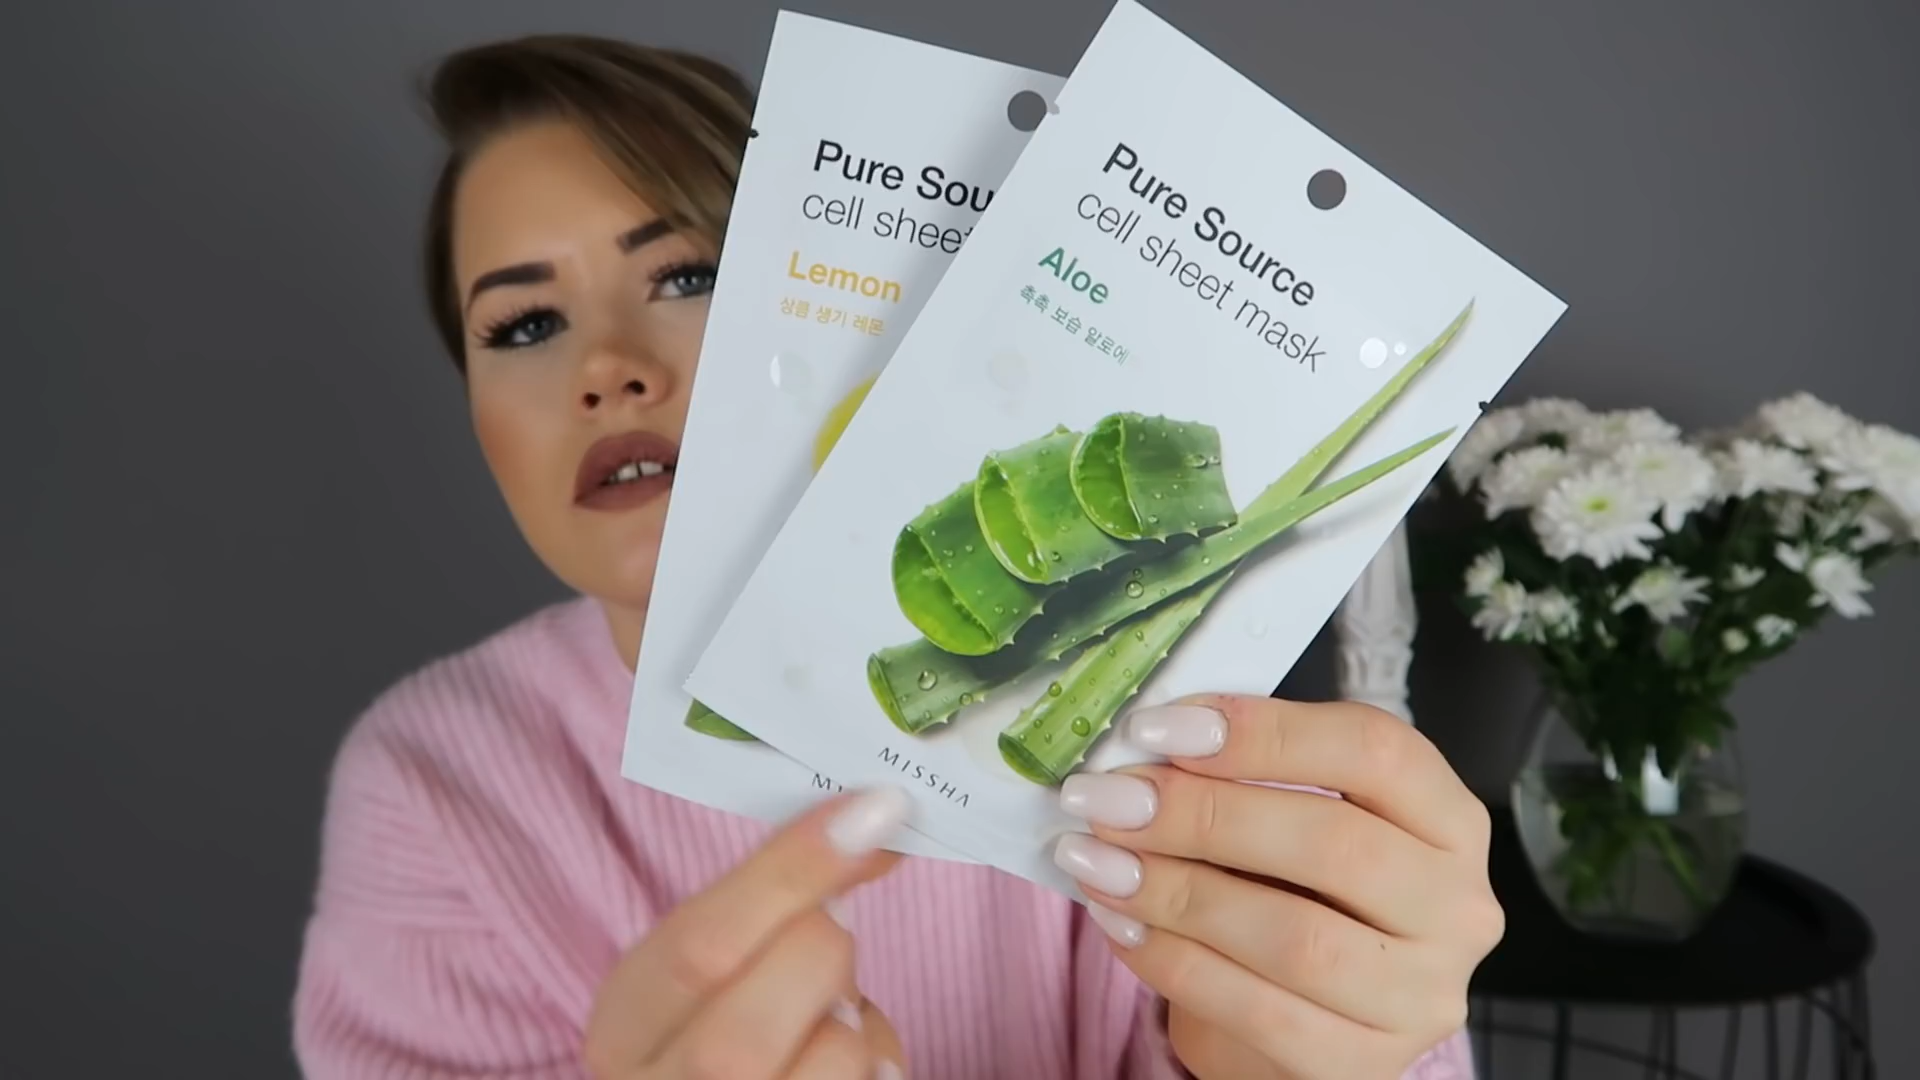 Pure Sou
cell sheet
Lemon
상큼 생기 레몬
Pure Source
cell sheet mask
Aloe
촉촉 보습 알로에
MISSHA